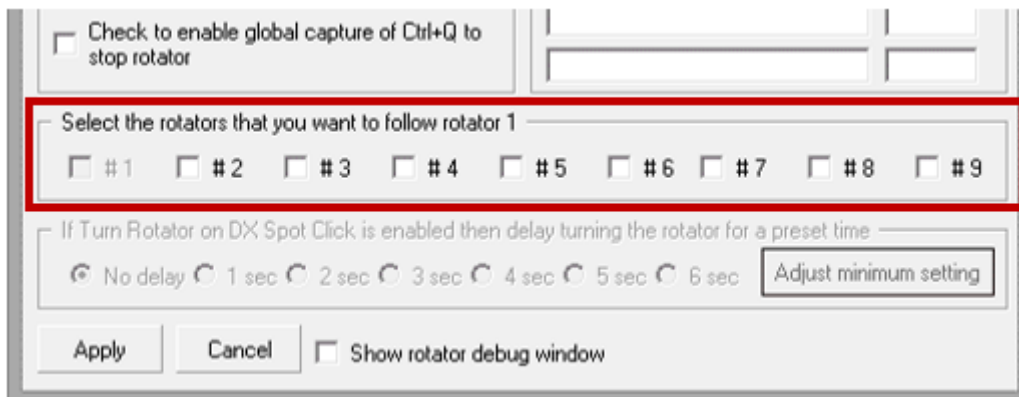 Check to enable global capture of Ctrl+Q to
stop rotator
Select the rotators that you want to follow rotator 1
#1 #2 #3 #4 #5 #6 #7 #8 #9
If Turn Rotator on DX Spot Click is enabled then delay turning the rotator for a preset time
No delay 1 sec 2 sec 3 sec 4 sec 5 sec 6 sec Adjust minimum setting
Apply Cancel Show rotator debug window